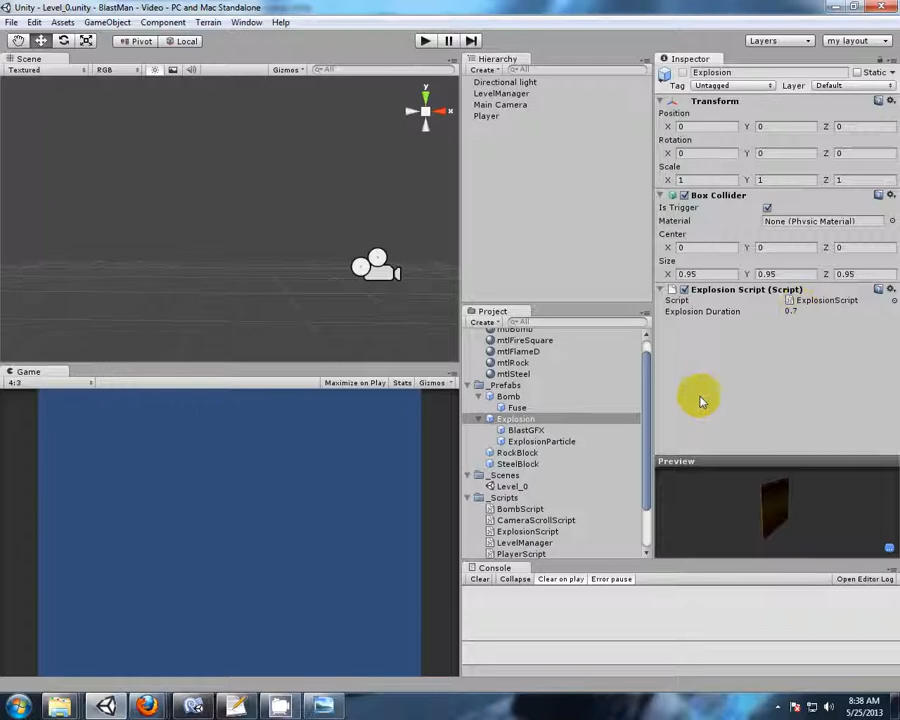 Unity - Level_0.unity - BlastMan - Video - PC and Mac Standalone
File Edit Assets GameObject Component Terrain Window Help
Pivot Local Layers my layout
Scene
Textured RGB Gizmos All
Game
4:3 Maximize on Play Stats Gizmos
Hierarchy
Create All
Directional light
LevelManager
Main Camera
Player
Project
Create All
mtlBomb
mtlFireSquare
mtlFlameD
mtlRock
mtlSteel
_Prefabs
Bomb
Fuse
Explosion
BlastGFX
ExplosionParticle
RockBlock
SteelBlock
_Scenes
Level_0
_Scripts
BombScript
CameraScrollScript
ExplosionScript
LevelManager
PlayerScript
Console
Clear Collapse Clear on play Error pause Open Editor Log
Inspector
Explosion Static
Tag Untagged Layer Default
Transform
Position
X 0 Y 0 Z 0
Rotation
X 0 Y 0 Z 0
Scale
X 1 Y 1 Z 1
Box Collider
Is Trigger
Material None (Physic Material)
Center
X 0 Y 0 Z 0
Size
X 0.95 Y 0.95 Z 0.95
Explosion Script (Script)
Script ExplosionScript
Explosion Duration 0.7
Preview
8:38 AM
5/25/2013